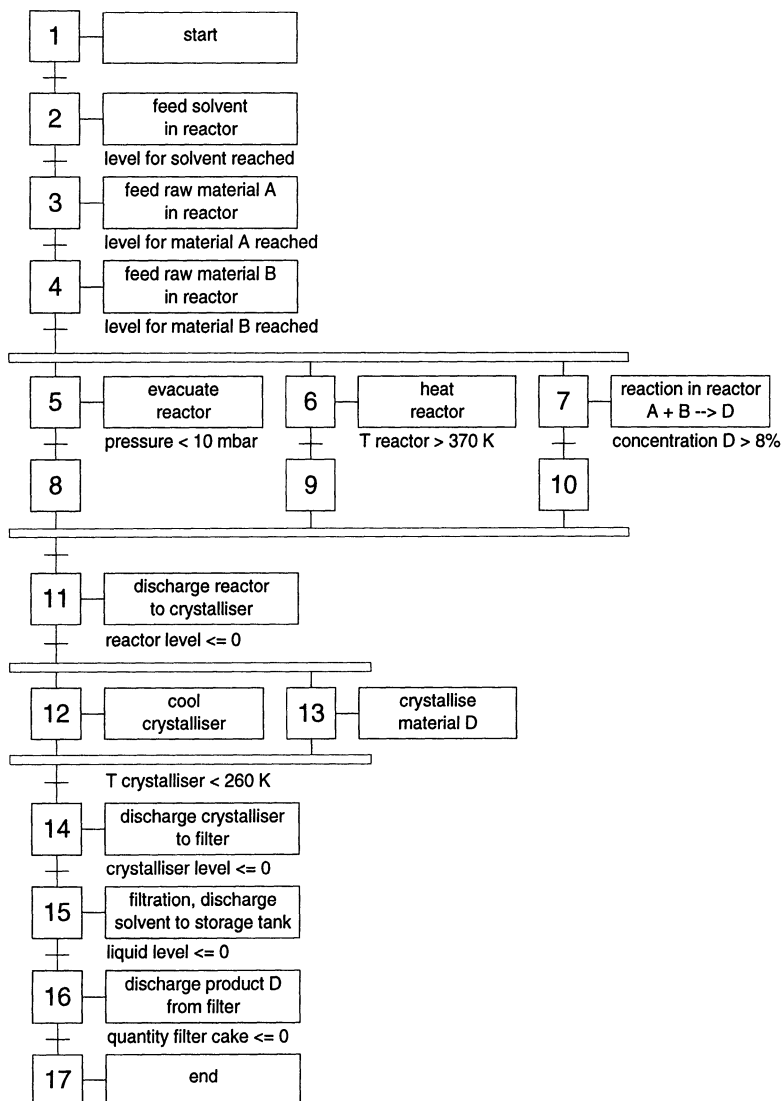 1
start
2
feed solvent
in reactor
level for solvent reached
3
feed raw material A
in reactor
level for material A reached
4
feed raw material B
in reactor
level for material B reached
5
evacuate
reactor
pressure < 10 mbar
6
heat
reactor
T reactor > 370 K
7
reaction in reactor
A + B --> D
concentration D > 8%
8
9
10
11
discharge reactor
to crystalliser
reactor level <= 0
12
cool
crystalliser
13
crystallise
material D
T crystalliser < 260 K
14
discharge crystalliser
to filter
crystalliser level <= 0
15
filtration, discharge
solvent to storage tank
liquid level <= 0
16
discharge product D
from filter
quantity filter cake <= 0
17
end